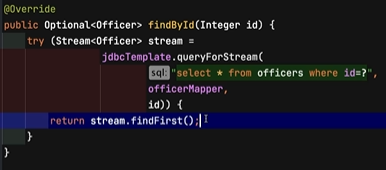 @Override
public Optional<Officer> findById(Integer id) {
try (Stream<Officer> stream =
jdbcTemplate.queryForStream(
sql: "select * from officers where id=?",
officerMapper,
id)) {
return stream.findFirst();
}
}